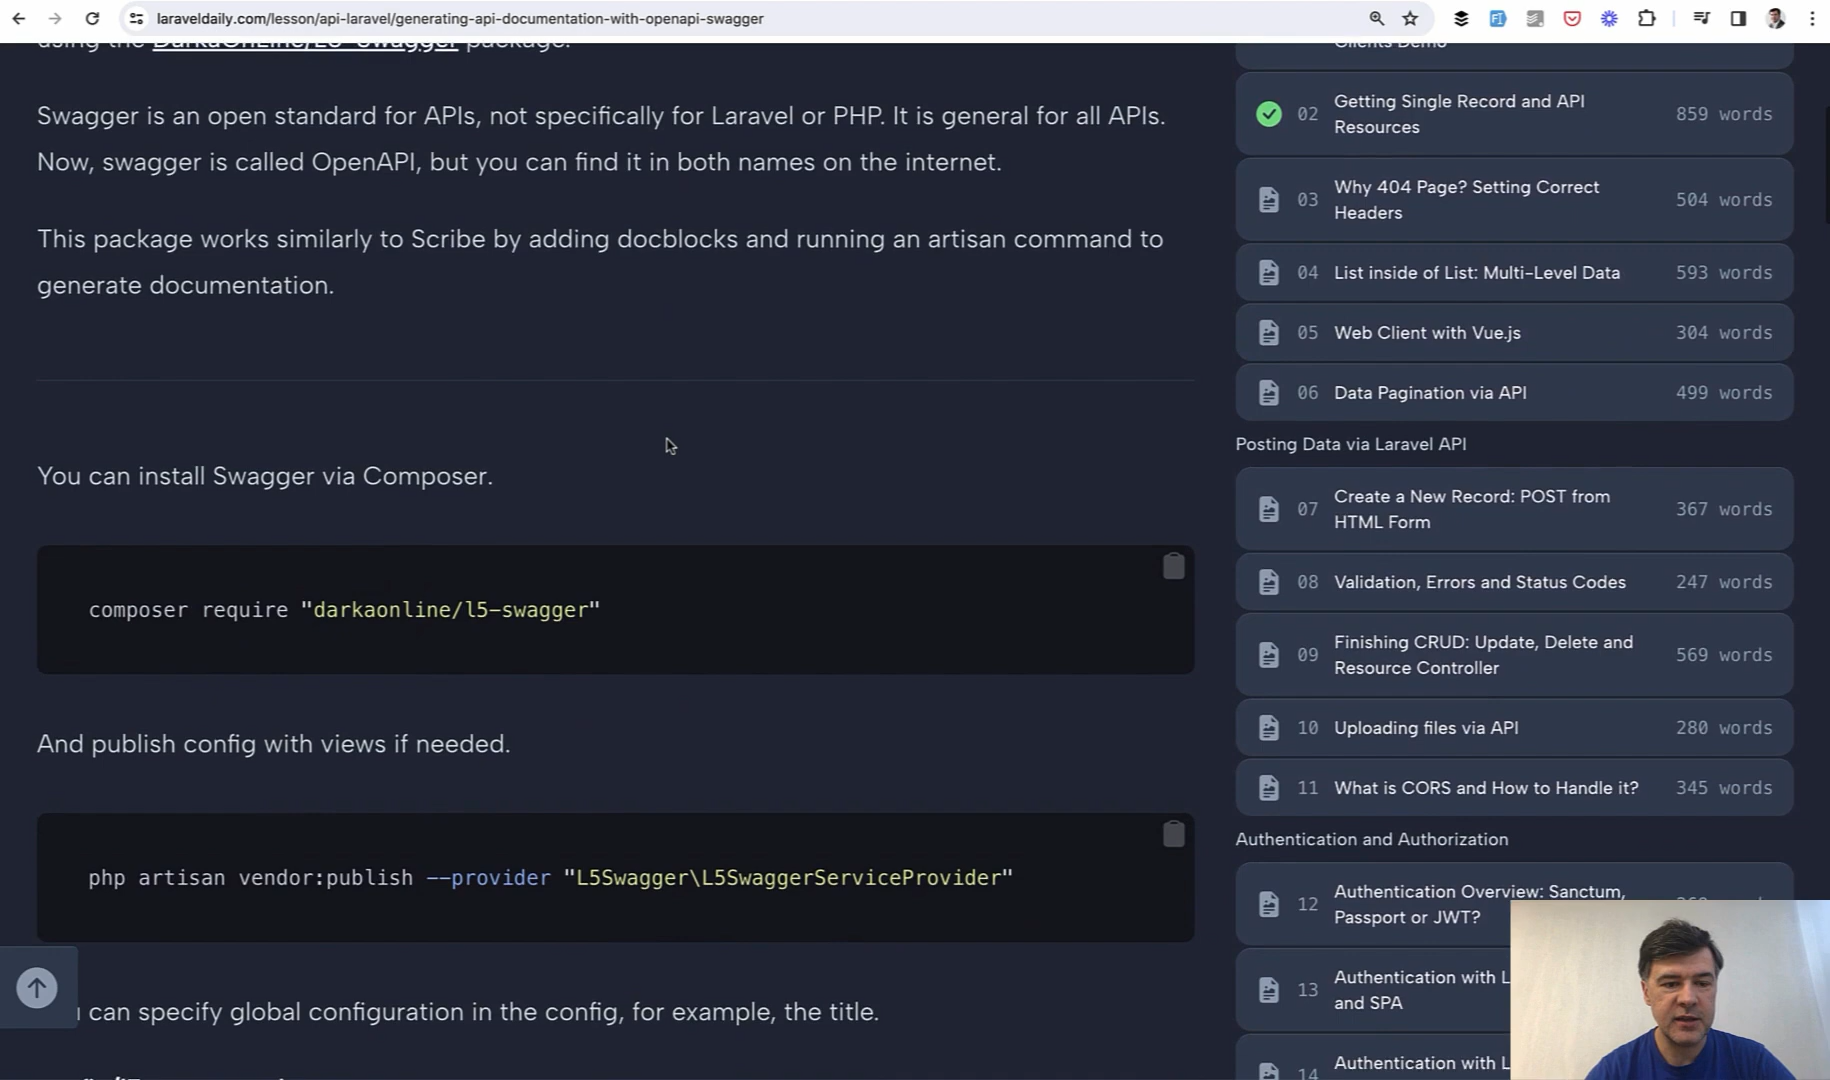 laraveldaily.com/lesson/api-laravel/generating-api-documentation-with-openapi-swagger
using the DarkaOnLine/L5-Swagger package.
Swagger is an open standard for APIs, not specifically for Laravel or PHP. It is general for all APIs.
Now, swagger is called OpenAPI, but you can find it in both names on the internet.
This package works similarly to Scribe by adding docblocks and running an artisan command to
generate documentation.
You can install Swagger via Composer.
composer require "darkaonline/l5-swagger"
And publish config with views if needed.
php artisan vendor:publish --provider "L5Swagger\L5SwaggerServiceProvider"
can specify global configuration in the config, for example, the title.
Clients Demo
02 Getting Single Record and API
Resources
859 words
03 Why 404 Page? Setting Correct
Headers
504 words
04 List inside of List: Multi-Level Data 593 words
05 Web Client with Vue.js 304 words
06 Data Pagination via API 499 words
Posting Data via Laravel API
07 Create a New Record: POST from
HTML Form
367 words
08 Validation, Errors and Status Codes 247 words
09 Finishing CRUD: Update, Delete and
Resource Controller
569 words
10 Uploading files via API 280 words
11 What is CORS and How to Handle it? 345 words
Authentication and Authorization
12 Authentication Overview: Sanctum,
Passport or JWT?
13 Authentication with L
and SPA
14 Authentication with L